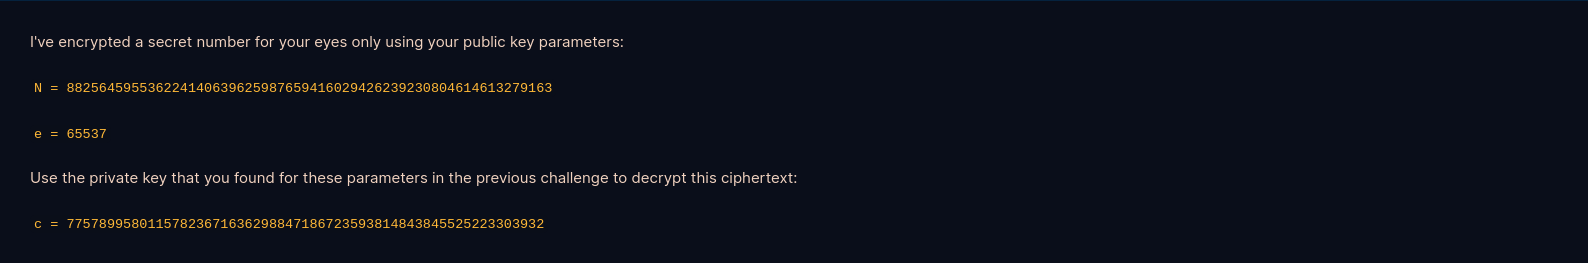 I've encrypted a secret number for your eyes only using your public key parameters:
N = 882564595536224140639625987659416029426239230804614613279163
e = 65537
Use the private key that you found for these parameters in the previous challenge to decrypt this ciphertext:
c = 77578995801157823671636298847186723593814843845525223303932